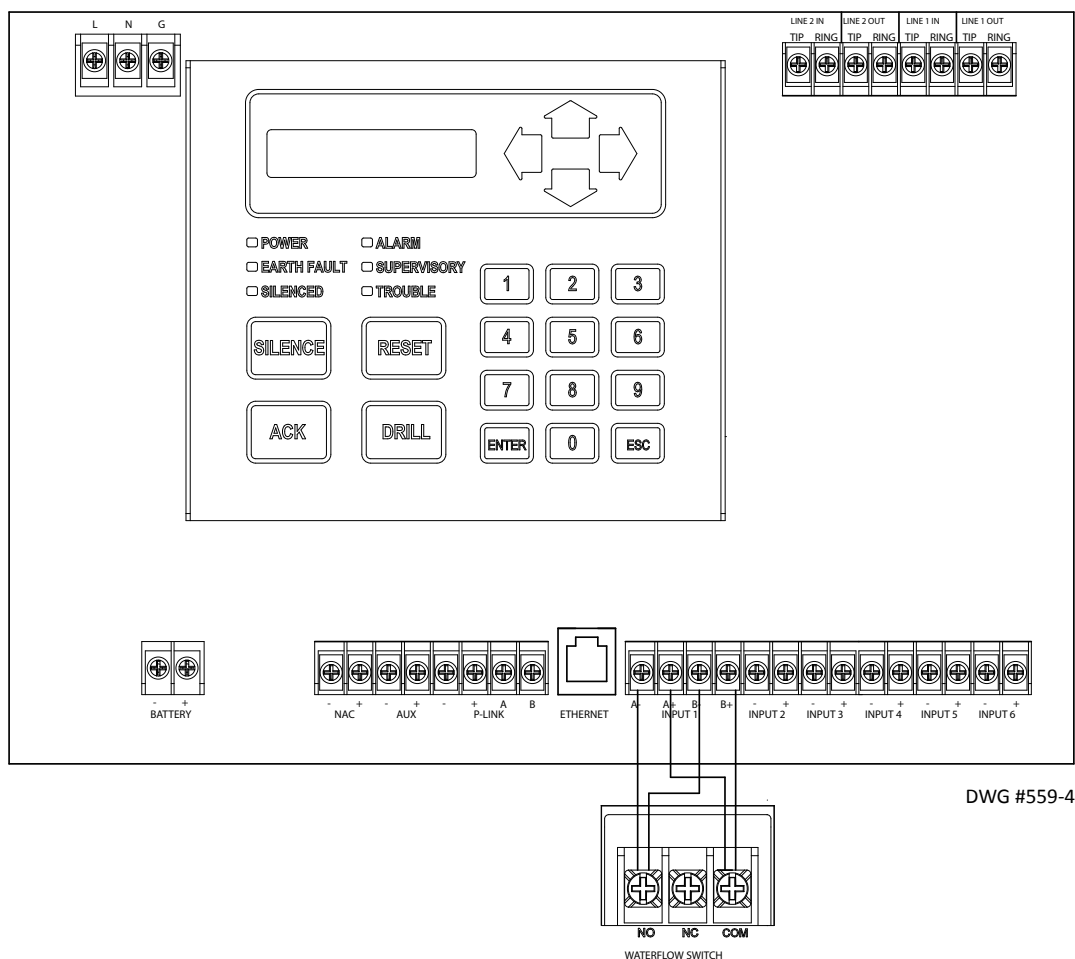 L N G
LINE 2 IN LINE 2 OUT LINE 1 IN LINE 1 OUT
TIP RING TIP RING TIP RING TIP RING
POWER ALARM
EARTH FAULT SUPERVISORY
SILENCED TROUBLE
1 2 3
SILENCE RESET
4 5 6
7 8 9
ACK DRILL
ENTER 0 ESC
- + - + - + - + A B A- A+ B- B+ - + - + - + - + - +
BATTERY NAC AUX P-LINK ETHERNET INPUT 1 INPUT 2 INPUT 3 INPUT 4 INPUT 5 INPUT 6
DWG #559-4
NO NC COM
WATERFLOW SWITCH